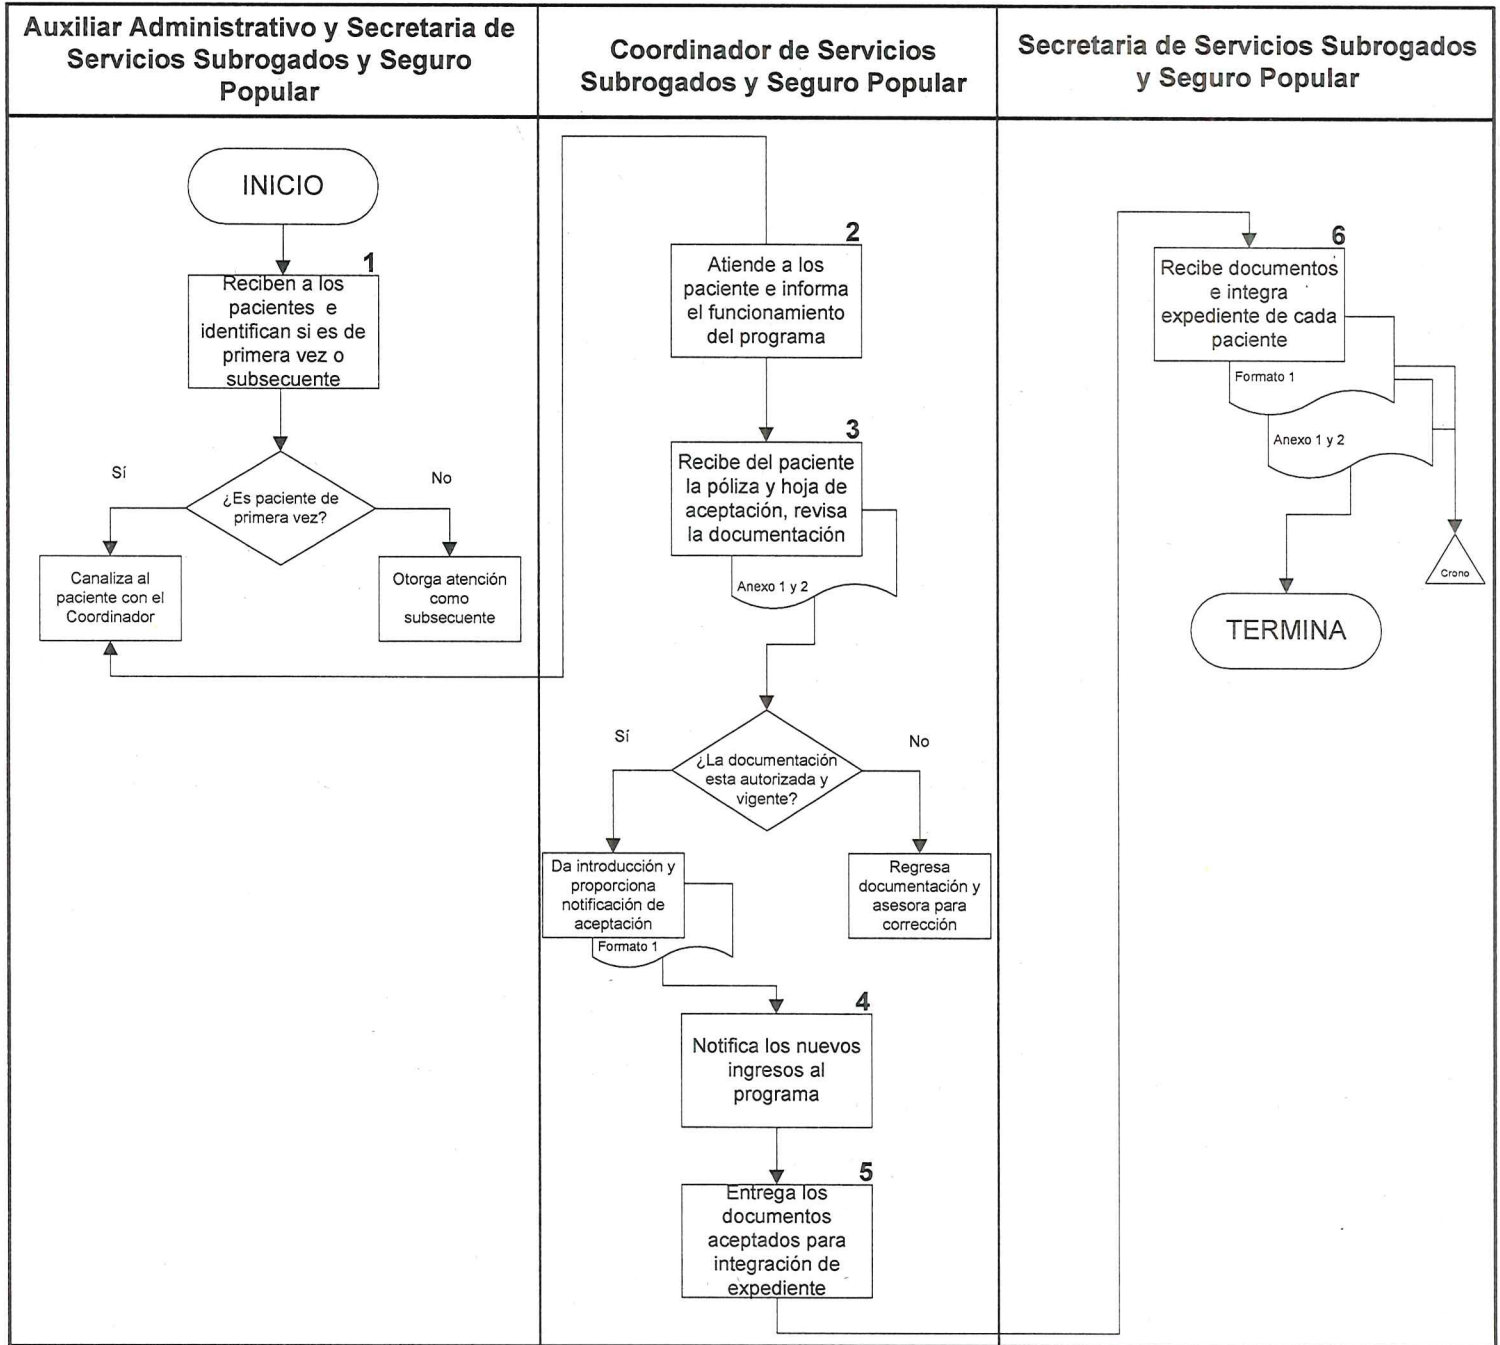 Auxiliar Administrativo y Secretaria de
Servicios Subrogados y Seguro
Popular
Coordinador de Servicios
Subrogados y Seguro Popular
Secretaria de Servicios Subrogados
y Seguro Popular
INICIO
1
Reciben a los
pacientes e
identifican si es de
primera vez o
subsecuente
Sí
No
¿Es paciente de
primera vez?
Canaliza al
paciente con el
Coordinador
Otorga atención
como
subsecuente
2
Atiende a los
paciente e informa
el funcionamiento
del programa
3
Recibe del paciente
la póliza y hoja de
aceptación, revisa
la documentación
Anexo 1 y 2
Sí
No
¿La documentación
esta autorizada y
vigente?
Da introducción y
proporciona
notificación de
aceptación
Formato 1
Regresa
documentación y
asesora para
corrección
4
Notifica los nuevos
ingresos al
programa
5
Entrega los
documentos
aceptados para
integración de
expediente
6
Recibe documentos
e integra
expediente de cada
paciente
Formato 1
Anexo 1 y 2
Crono
TERMINA